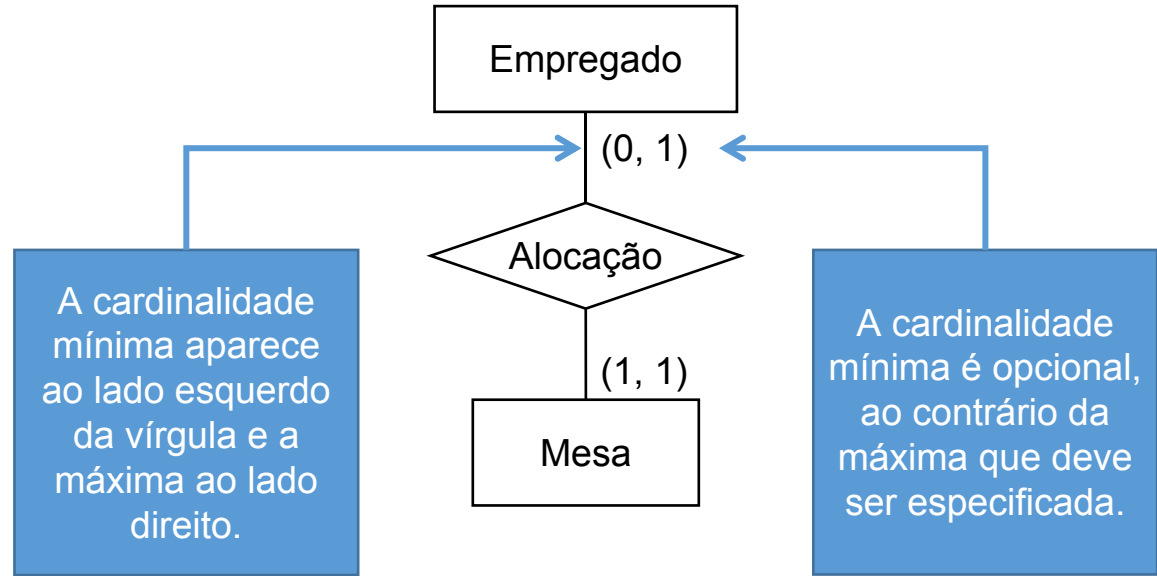 Empregado
(0, 1)
Alocação
(1, 1)
Mesa
A cardinalidade
mínima aparece
ao lado esquerdo
da vírgula e a
máxima ao lado
direito.
A cardinalidade
mínima é opcional,
ao contrário da
máxima que deve
ser especificada.